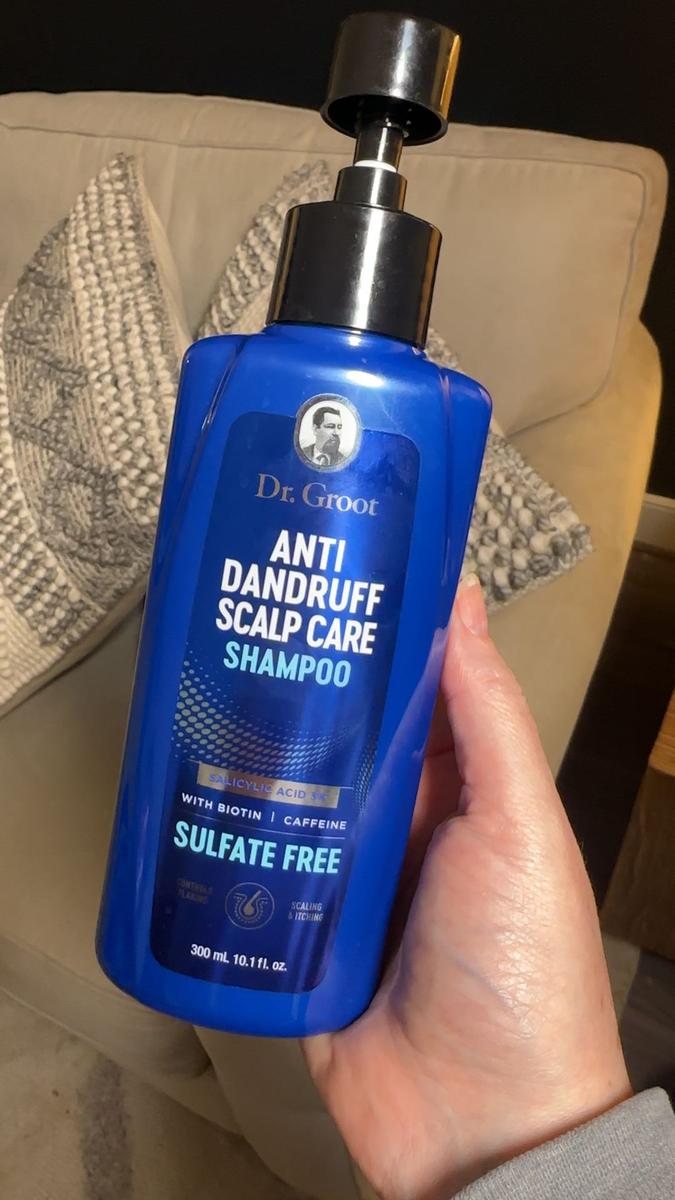 Dr. Groot
ANTI
DANDRUFF
SCALP CARE
SHAMPOO
SALICYLIC ACID 3%
WITH BIOTIN | CAFFEINE
SULFATE FREE
CONTROLS
FLAKING
SCALING
& ITCHING
300 mL 10.1 fl. oz.